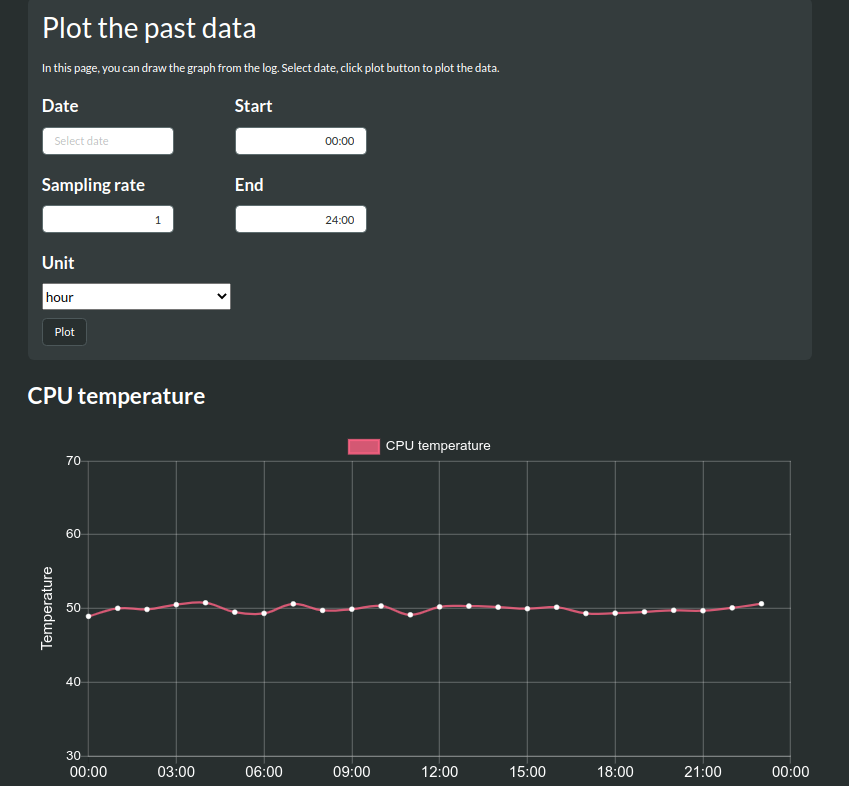 Plot the past data
In this page, you can draw the graph from the log. Select date, click plot button to plot the data.
Date
Start
Select date
00:00
Sampling rate
End
1
24:00
Unit
hour
Plot
CPU temperature
CPU temperature
70
60
50
40
30
Temperature
00:00 03:00 06:00 09:00 12:00 15:00 18:00 21:00 00:00